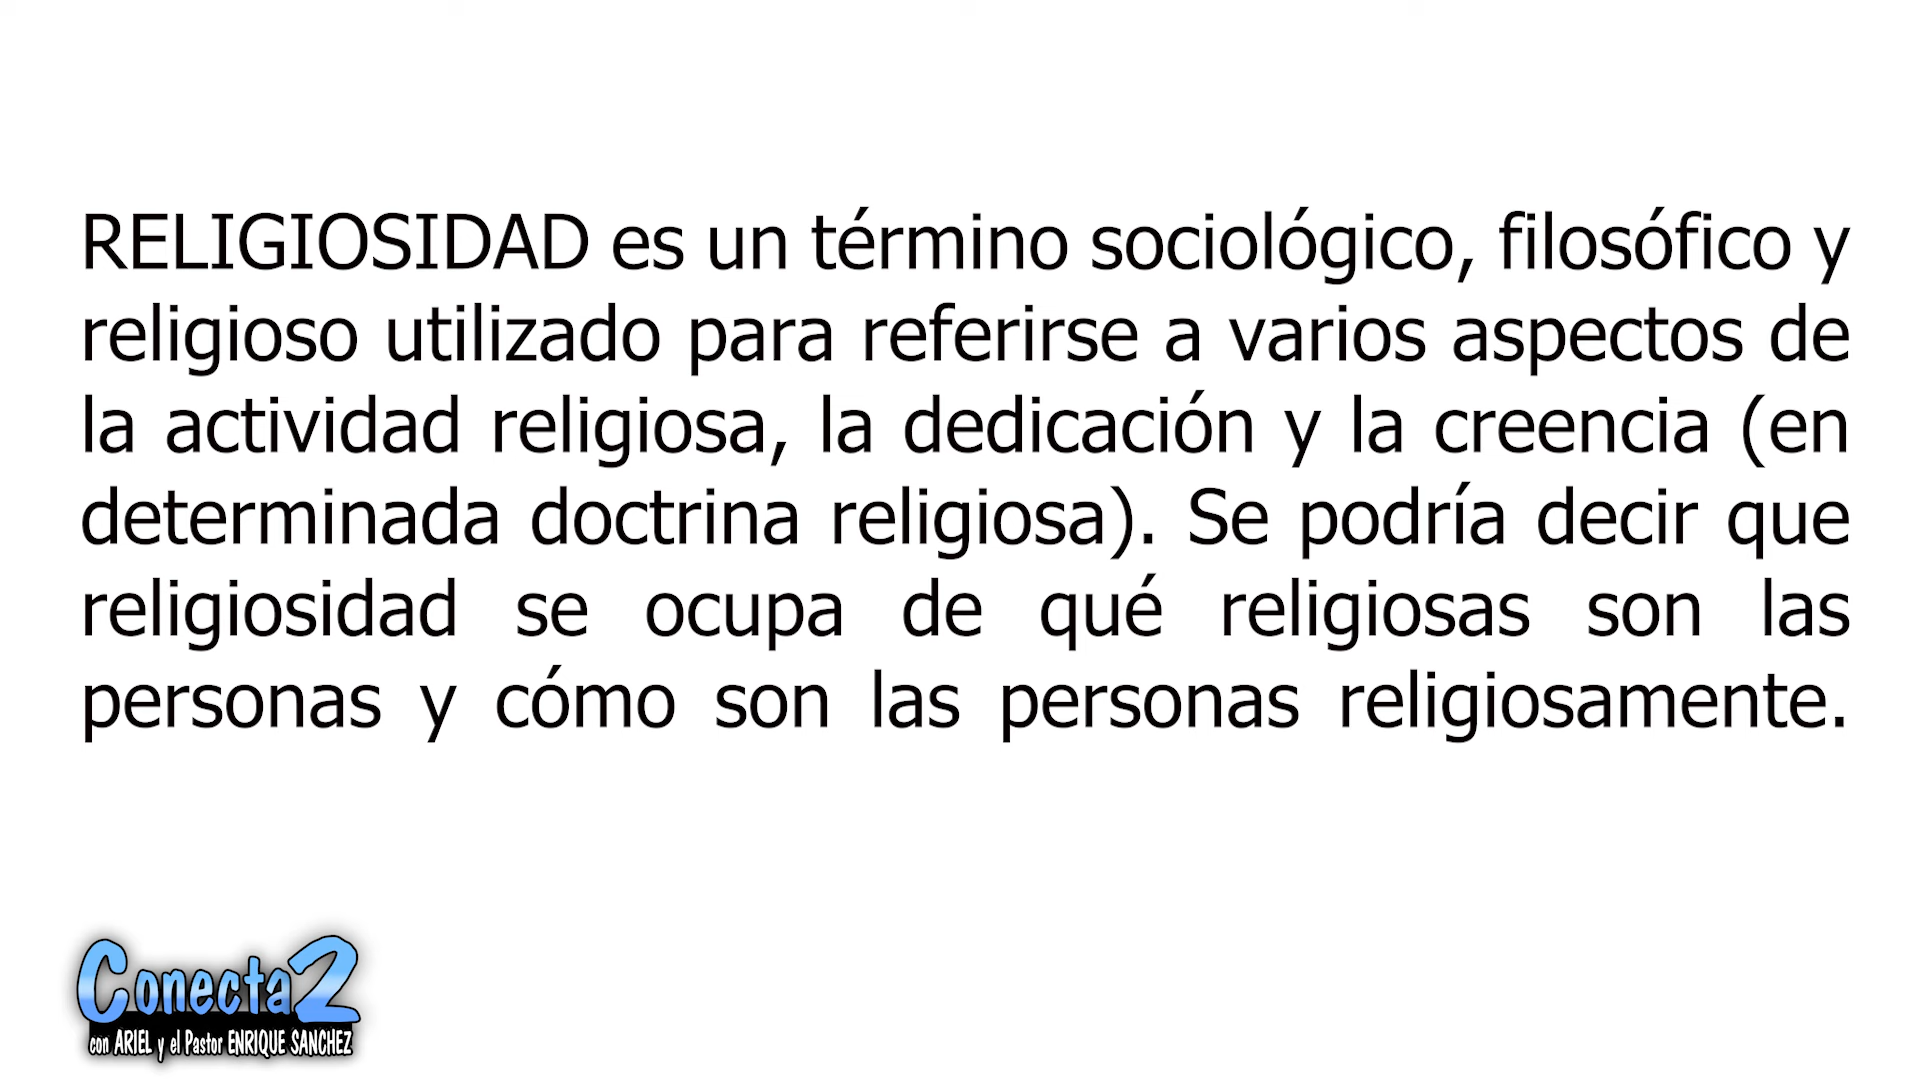 RELIGIOSIDAD es un término sociológico, filosófico y
religioso utilizado para referirse a varios aspectos de
la actividad religiosa, la dedicación y la creencia (en
determinada doctrina religiosa). Se podría decir que
religiosidad se ocupa de qué religiosas son las
personas y cómo son las personas religiosamente.
Conecta2
con ARIEL y el Pastor ENRIQUE SANCHEZ